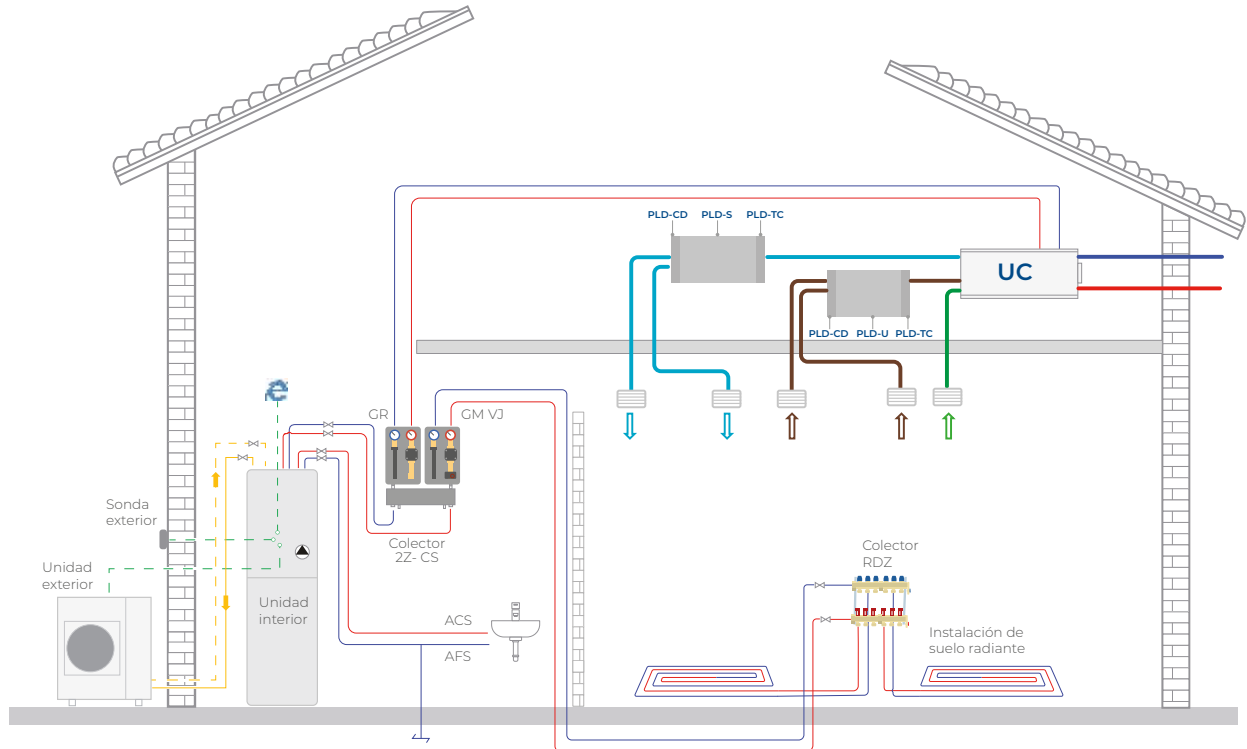 PLD-CD PLD-S PLD-TC
UC
PLD-CD PLD-U PLD-TC
GR
GM VJ
Sonda
exterior
Colector
2Z- CS
Colector
RDZ
Unidad
exterior
Unidad
interior
ACS
AFS
Instalación de
suelo radiante